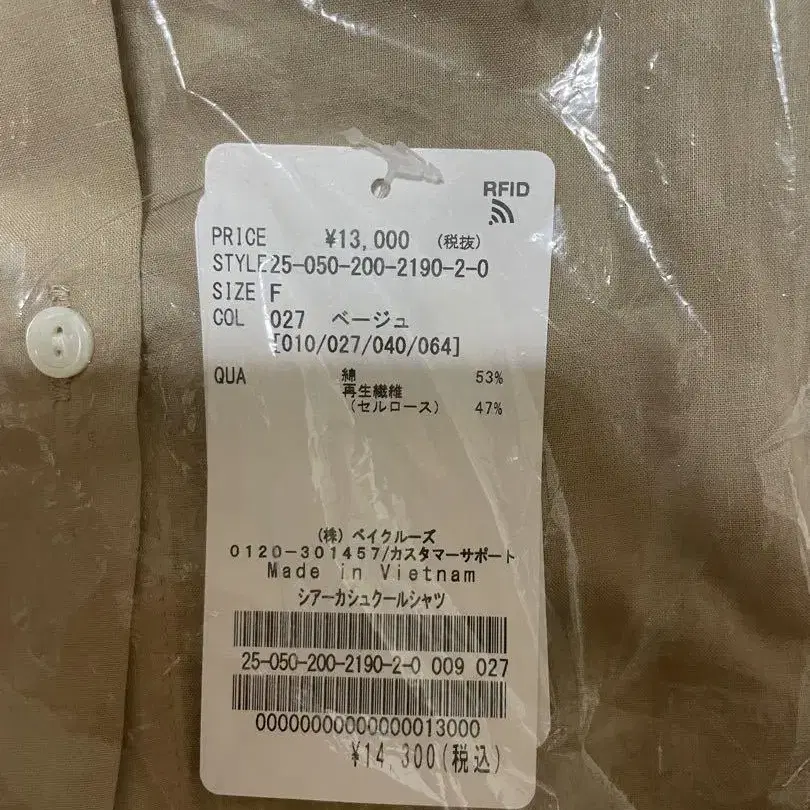 RFID
PRICE ¥13,000 (税抜)
STYLE25-050-200-2190-2-0
SIZE F
COL 027 ベージュ
[010/027/040/064]
QUA 綿 53%
再生繊維
(セルロース) 47%
(株)ベイクルーズ
0120-301457/カスタマーサポート
Made in Vietnam
シアーカシュクールシャツ
25-050-200-2190-2-0 009 027
00000000000000013000
¥14,300(税込)